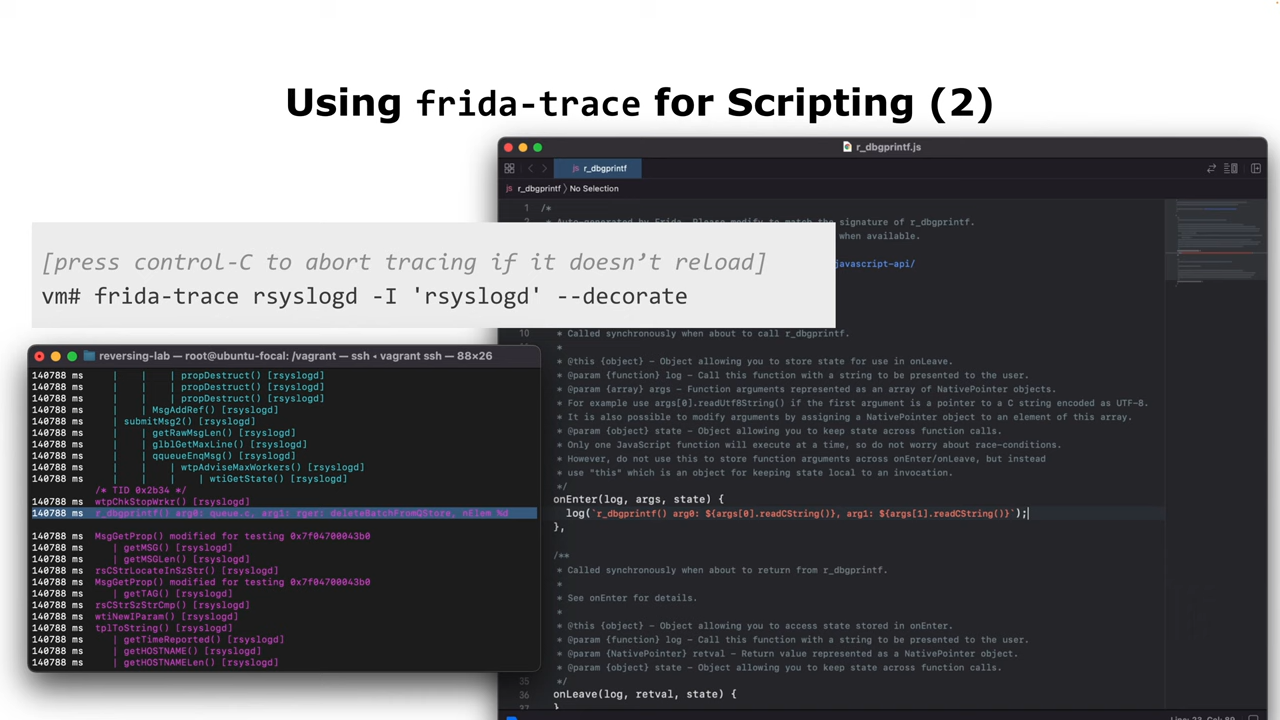 Using frida-trace for Scripting (2)
r_dbgprintf.js
js r_dbgprintf
js r_dbgprintf 〉No Selection
1 /*
signature of r_dbgprintf.
when available.
[press control-C to abort tracing if it doesn’t reload]
javascript-api/
vm# frida-trace rsyslogd -I 'rsyslogd' --decorate
10 * Called synchronously when about to call r_dbgprintf.
*
* @this {object} – Object allowing you to store state for use in onLeave.
* @param {function} log – Call this function with a string to be presented to the user.
* @param {array} args – Function arguments represented as an array of NativePointer objects.
* For example use args[0].readUtf8String() if the first argument is a pointer to a C string encoded as UTF-8.
* It is also possible to modify arguments by assigning a NativePointer object to an element of this array.
* @param {object} state – Object allowing you to keep state across function calls.
* Only one JavaScript function will execute at a time, so do not worry about race-conditions.
* However, do not use this to store function arguments across onEnter/onLeave, but instead
* use "this" which is an object for keeping state local to an invocation.
*/
onEnter(log, args, state) {
log(`r_dbgprintf() arg0: ${args[0].readCString()}, arg1: ${args[1].readCString()}`);
},
/**
* Called synchronously when about to return from r_dbgprintf.
*
* See onEnter for details.
*
* @this {object} – Object allowing you to access state stored in onEnter.
* @param {function} log – Call this function with a string to be presented to the user.
* @param {NativePointer} retval – Return value represented as a NativePointer object.
* @param {object} state – Object allowing you to keep state across function calls.
35 */
36 onLeave(log, retval, state) {
37 }
reversing-lab — root@ubuntu-focal: /vagrant — ssh ◂ vagrant ssh — 88×26
140788 ms | | | propDestruct() [rsyslogd]
140788 ms | | | propDestruct() [rsyslogd]
140788 ms | | | propDestruct() [rsyslogd]
140788 ms | | MsgAddRef() [rsyslogd]
140788 ms | submitMsg2() [rsyslogd]
140788 ms | | getRawMsgLen() [rsyslogd]
140788 ms | | glblGetMaxLine() [rsyslogd]
140788 ms | | qqueueEnqMsg() [rsyslogd]
140788 ms | | | wtpAdviseMaxWorkers() [rsyslogd]
140788 ms | | | | wtiGetState() [rsyslogd]
/* TID 0x2b34 */
140788 ms wtpChkStopWrkr() [rsyslogd]
140788 ms r_dbgprintf() arg0: queue.c, arg1: rger: deleteBatchFromQStore, nElem %d
140788 ms MsgGetProp() modified for testing 0x7f04700043b0
140788 ms | getMSG() [rsyslogd]
140788 ms | getMSGLen() [rsyslogd]
140788 ms rsCStrLocateInSzStr() [rsyslogd]
140788 ms MsgGetProp() modified for testing 0x7f04700043b0
140788 ms | getTAG() [rsyslogd]
140788 ms rsCStrSzStrCmp() [rsyslogd]
140788 ms wtiNewIParam() [rsyslogd]
140788 ms tplToString() [rsyslogd]
140788 ms | getTimeReported() [rsyslogd]
140788 ms | getHOSTNAME() [rsyslogd]
140788 ms | getHOSTNAMELen() [rsyslogd]